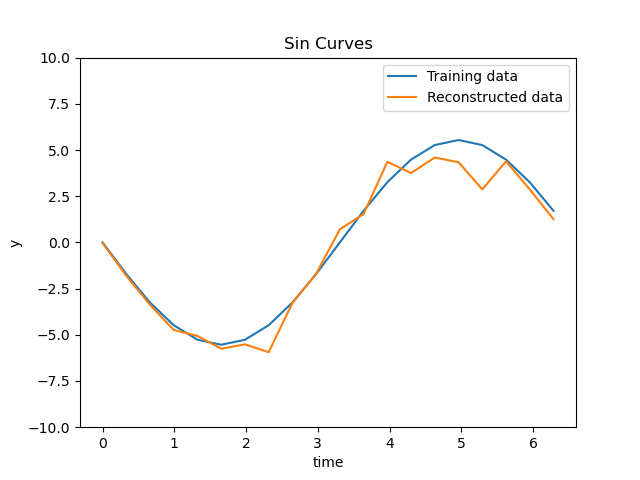 Sin Curves
Training data
Reconstructed data
10.0
7.5
5.0
2.5
0.0
−2.5
−5.0
−7.5
−10.0
y
0 1 2 3 4 5 6
time